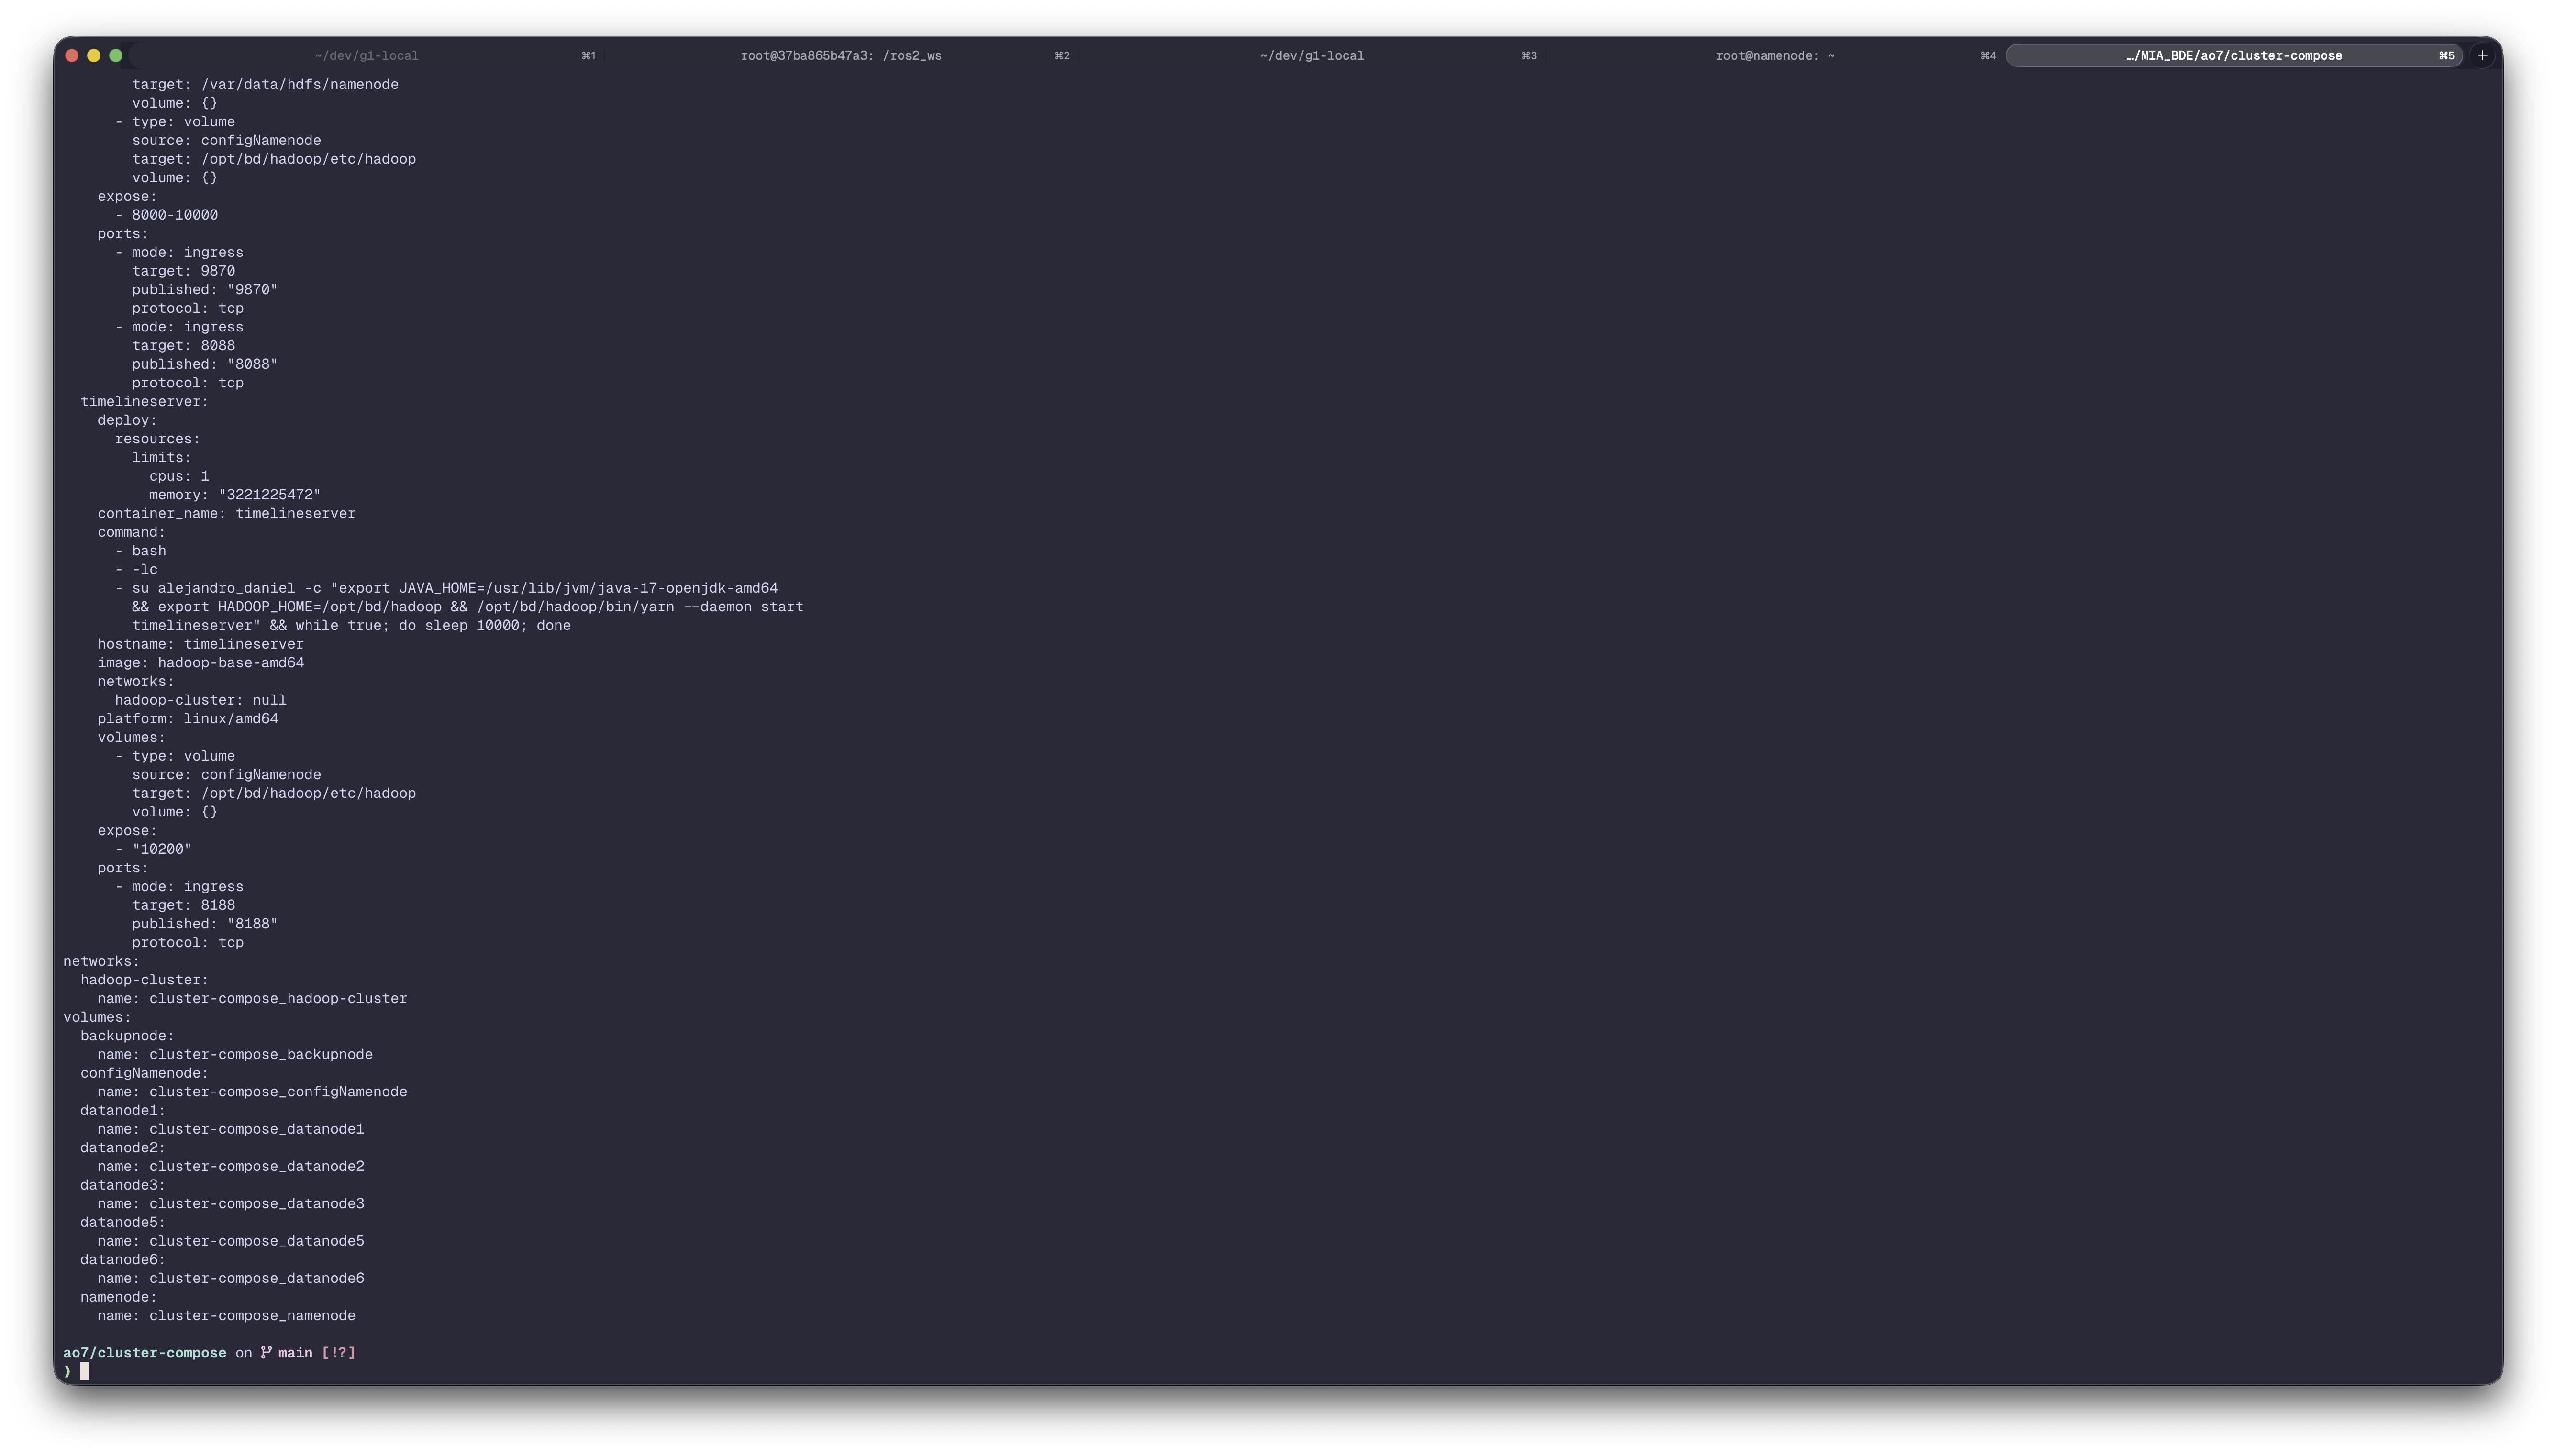 ~/dev/g1-local ⌘1 root@37ba865b47a3: /ros2_ws ⌘2 ~/dev/g1-local ⌘3 root@namenode: ~ ⌘4 …/MIA_BDE/ao7/cluster-compose ⌘5 +
        target: /var/data/hdfs/namenode
        volume: {}
      - type: volume
        source: configNamenode
        target: /opt/bd/hadoop/etc/hadoop
        volume: {}
    expose:
      - 8000-10000
    ports:
      - mode: ingress
        target: 9870
        published: "9870"
        protocol: tcp
      - mode: ingress
        target: 8088
        published: "8088"
        protocol: tcp
  timelineserver:
    deploy:
      resources:
        limits:
          cpus: 1
          memory: "3221225472"
    container_name: timelineserver
    command:
      - bash
      - -lc
      - su alejandro_daniel -c "export JAVA_HOME=/usr/lib/jvm/java-17-openjdk-amd64
        && export HADOOP_HOME=/opt/bd/hadoop && /opt/bd/hadoop/bin/yarn --daemon start
        timelineserver" && while true; do sleep 10000; done
    hostname: timelineserver
    image: hadoop-base-amd64
    networks:
      hadoop-cluster: null
    platform: linux/amd64
    volumes:
      - type: volume
        source: configNamenode
        target: /opt/bd/hadoop/etc/hadoop
        volume: {}
    expose:
      - "10200"
    ports:
      - mode: ingress
        target: 8188
        published: "8188"
        protocol: tcp
networks:
  hadoop-cluster:
    name: cluster-compose_hadoop-cluster
volumes:
  backupnode:
    name: cluster-compose_backupnode
  configNamenode:
    name: cluster-compose_configNamenode
  datanode1:
    name: cluster-compose_datanode1
  datanode2:
    name: cluster-compose_datanode2
  datanode3:
    name: cluster-compose_datanode3
  datanode5:
    name: cluster-compose_datanode5
  datanode6:
    name: cluster-compose_datanode6
  namenode:
    name: cluster-compose_namenode
ao7/cluster-compose on main [!?]
❯